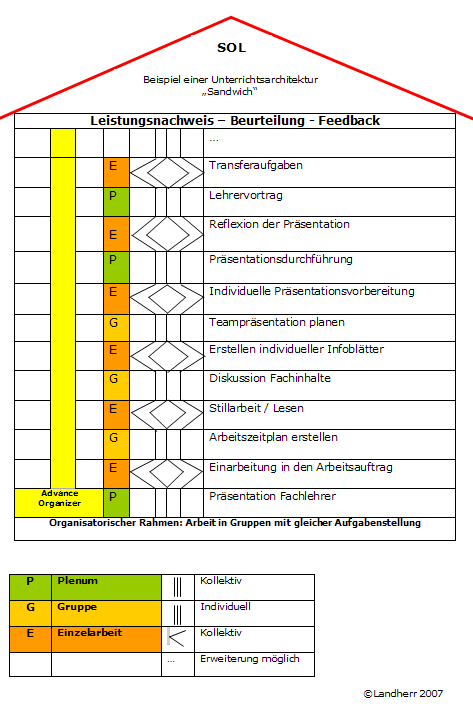 SOL
Beispiel einer Unterrichtsarchitektur
„Sandwich“
Leistungsnachweis – Beurteilung - Feedback
...
E Transferaufgaben
P Lehrervortrag
E Reflexion der Präsentation
P Präsentationsdurchführung
E Individuelle Präsentationsvorbereitung
G Teampräsentation planen
E Erstellen individueller Infoblätter
G Diskussion Fachinhalte
E Stillarbeit / Lesen
G Arbeitszeitplan erstellen
E Einarbeitung in den Arbeitsauftrag
Advance
Organizer
P Präsentation Fachlehrer
Organisatorischer Rahmen: Arbeit in Gruppen mit gleicher Aufgabenstellung
P Plenum Kollektiv
G Gruppe Individuell
E Einzelarbeit Kollektiv
... Erweiterung möglich
©Landherr 2007